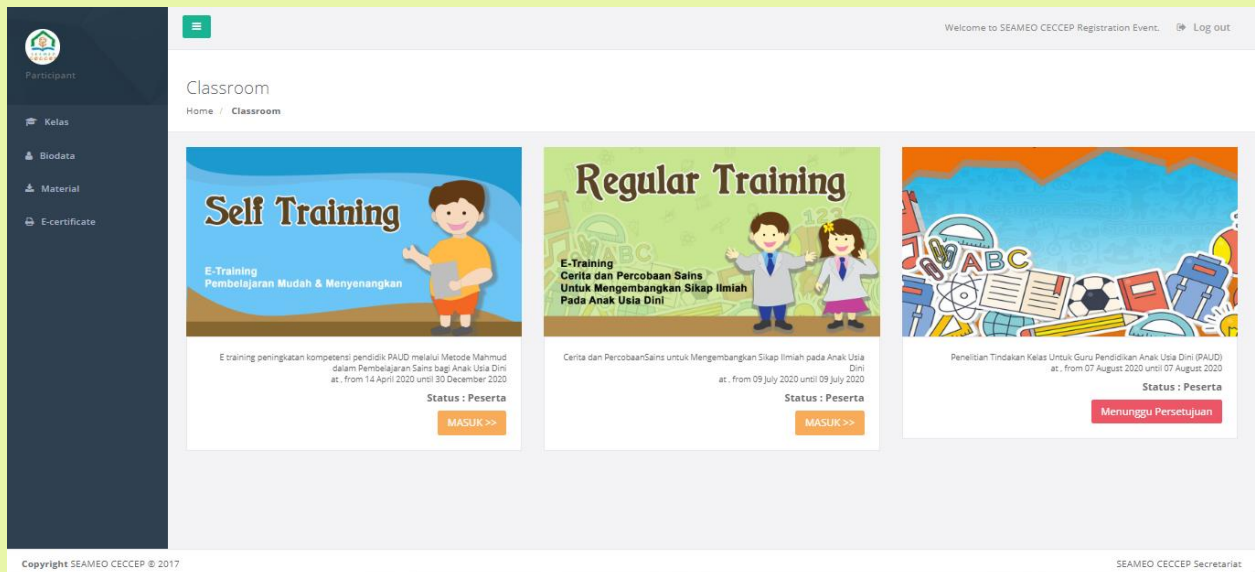 Welcome to SEAMEO CECCEP Registration Event.
Log out
Participant
Kelas
Biodata
Material
E-certificate
Classroom
Home / Classroom
Self Training
E-Training
Pembelajaran Mudah & Menyenangkan
E training peningkatan kompetensi pendidik PAUD melalui Metode Mahmud
dalam Pembelajaran Sains bagi Anak Usia Dini
at , from 14 April 2020 until 30 December 2020
Status : Peserta
MASUK >>
Regular Training
123
ABC
E-Training
Cerita dan Percobaan Sains
Untuk Mengembangkan Sikap Ilmiah
Pada Anak Usia Dini
Cerita dan PercobaanSains untuk Mengembangkan Sikap Ilmiah pada Anak Usia
Dini
at , from 09 July 2020 until 09 July 2020
Status : Peserta
MASUK >>
ABC
Penelitian Tindakan Kelas Untuk Guru Pendidikan Anak Usia Dini (PAUD)
at , from 07 August 2020 until 07 August 2020
Status : Peserta
Menunggu Persetujuan
Copyright SEAMEO CECCEP © 2017
SEAMEO CECCEP Secretariat